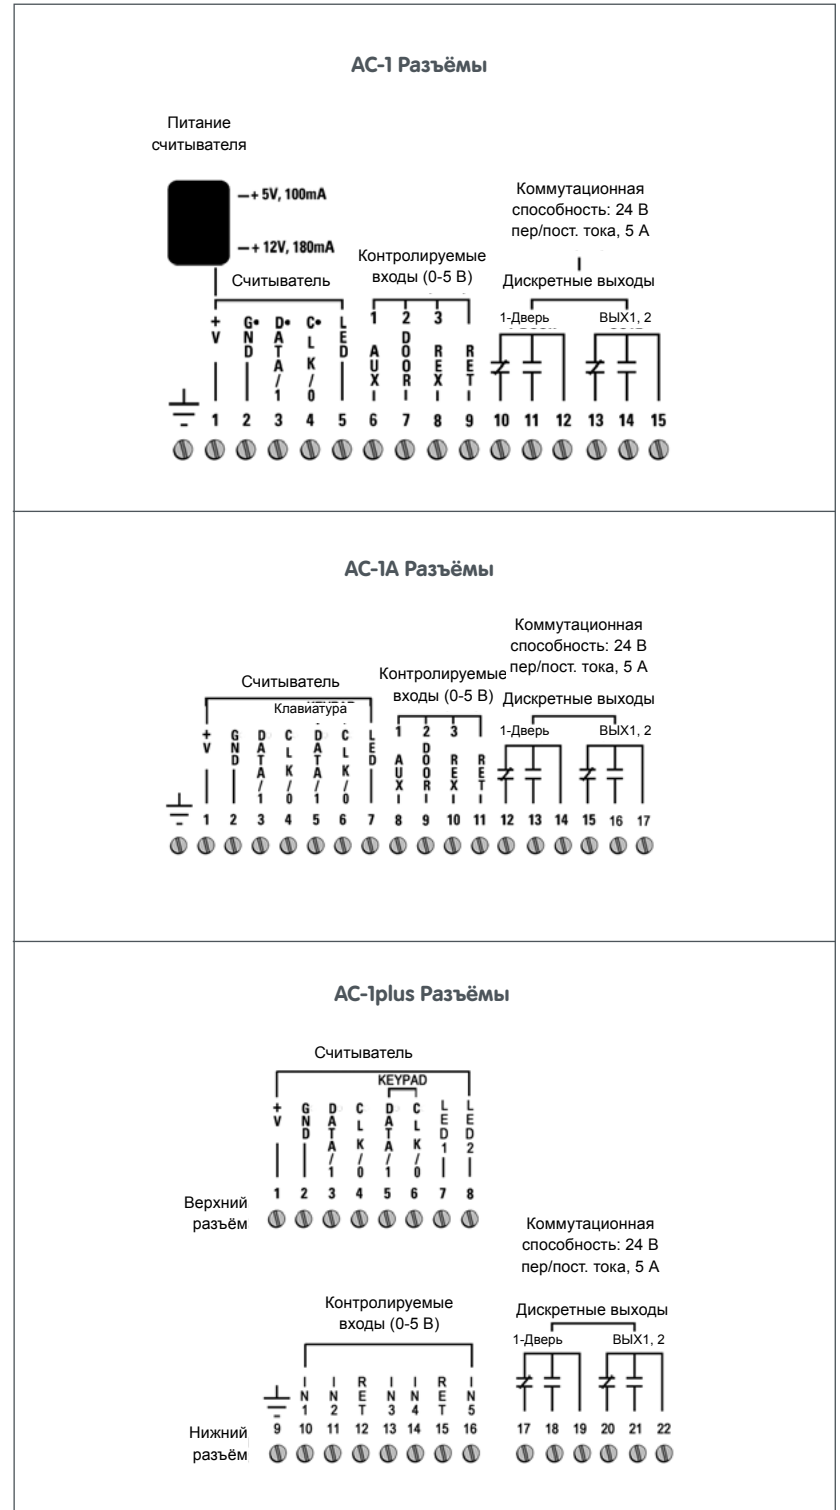 AC-1 Разъёмы
Питание
считывателя
+ 5V, 100mA
+ 12V, 180mA
Коммутационная
способность: 24 В
пер/пост. тока, 5 А
Считыватель
Контролируемые
входы (0-5 В)
Дискретные выходы
1-Дверь ВЫХ1, 2
+V G•ND D•ATA/1 C•LK/0 LED 1 AUX 2 DOOR 3 REX RET
1 2 3 4 5 6 7 8 9 10 11 12 13 14 15
AC-1A Разъёмы
Коммутационная
способность: 24 В
пер/пост. тока, 5 А
Считыватель
Контролируемые
входы (0-5 В)
Дискретные выходы
Клавиатура
1-Дверь ВЫХ1, 2
+V GND DATA/1 CLK/0 DATA/1 CLK/0 LED 1 AUX 2 DOOR 3 REX RET
1 2 3 4 5 6 7 8 9 10 11 12 13 14 15 16 17
AC-1plus Разъёмы
Считыватель
KEYPAD
+V GND DATA/1 CLK/0 DATA/1 CLK/0 LED1 LED2
1 2 3 4 5 6 7 8
Верхний
разъём
Коммутационная
способность: 24 В
пер/пост. тока, 5 А
Контролируемые
входы (0-5 В)
Дискретные выходы
1-Дверь ВЫХ1, 2
IN1 IN2 RET IN3 IN4 RET IN5
9 10 11 12 13 14 15 16 17 18 19 20 21 22
Нижний
разъём